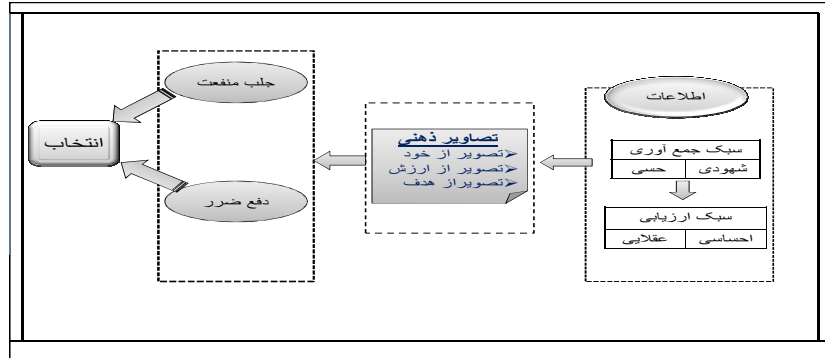 اطلاعات
سبک جمع آوری
شهودی حسی
سبک ارزیابی
احساسی عقلایی
تصاویر ذهنی
تصویر از خود
تصویر از ارزش
تصویراز هدف
جلب منفعت
دفع ضرر
انتخاب